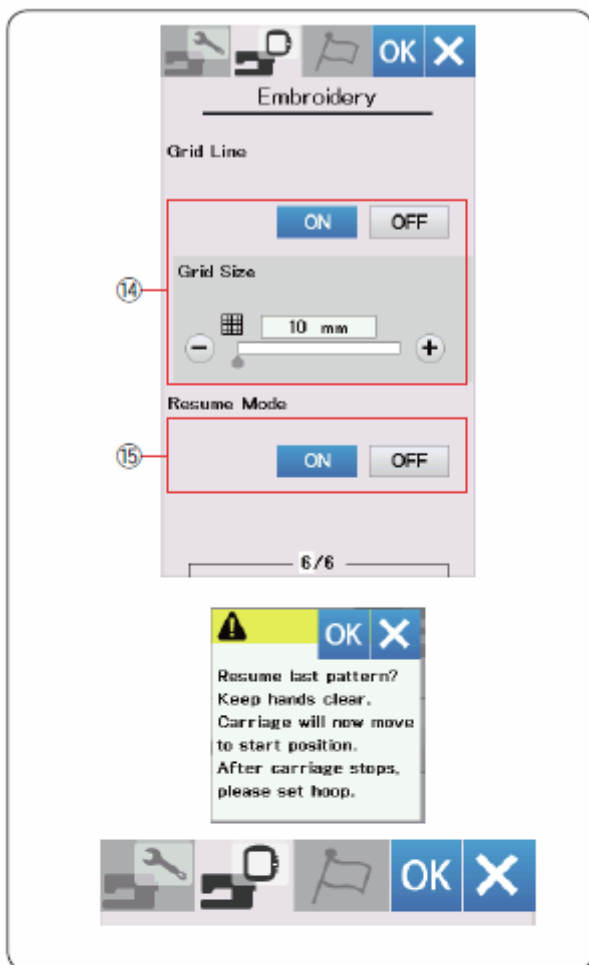 OK X
Embroidery
Grid Line
ON OFF
Grid Size
⑭
10 mm
Resume Mode
⑮
ON OFF
6/6
OK X
Resume last pattern?
Keep hands clear.
Carriage will now move
to start position.
After carriage stops,
please set hoop.
OK X